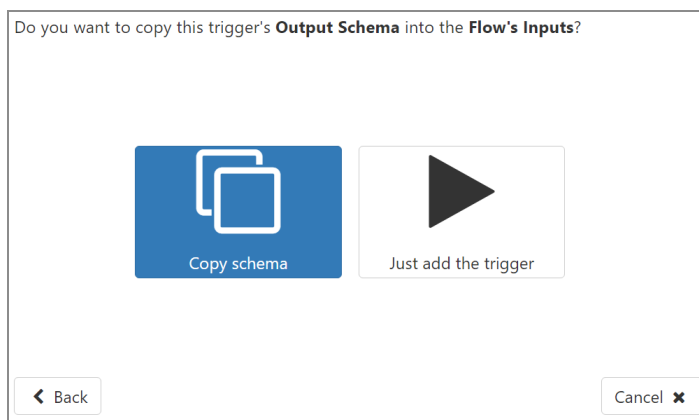 Do you want to copy this trigger's Output Schema into the Flow's Inputs?
Copy schema
Just add the trigger
Back
Cancel